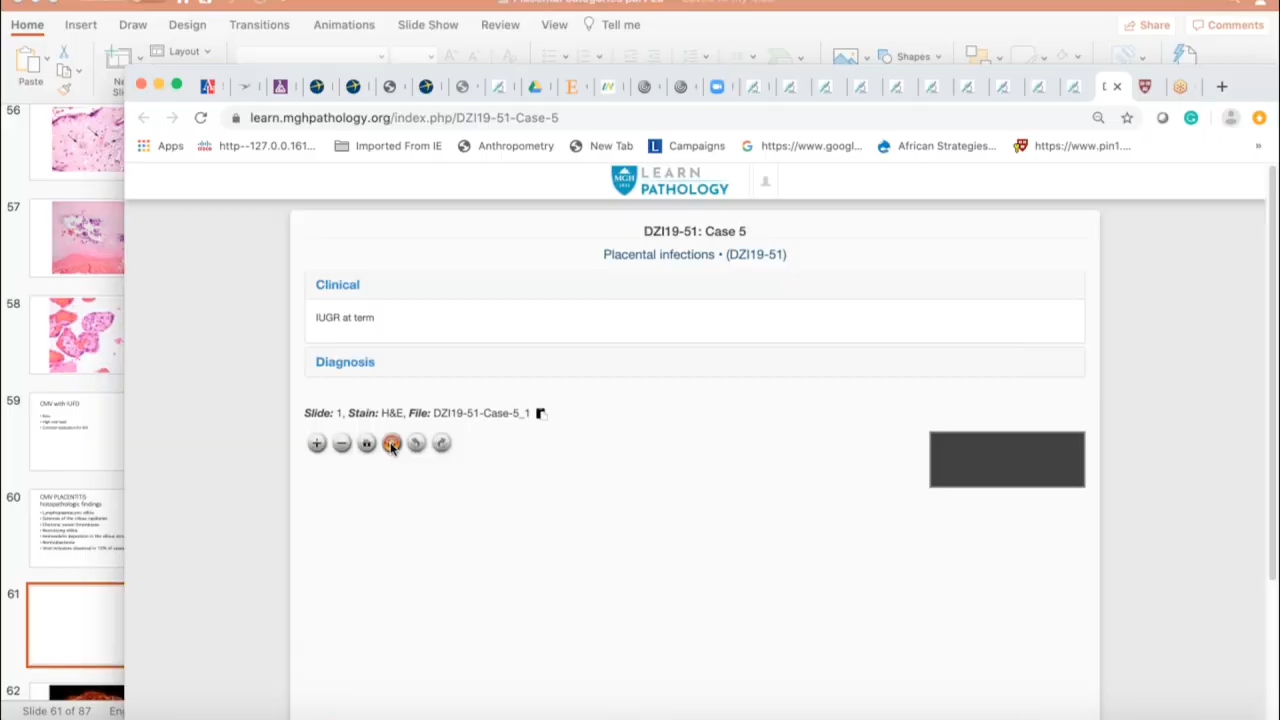 Home Insert Draw Design Transitions Animations Slide Show Review View Tell me Share Comments
Paste Layout Shapes
learn.mghpathology.org/index.php/DZI19-51-Case-5
Apps http--127.0.0.161... Imported From IE Anthropometry New Tab Campaigns https://www.googl... African Strategies... https://www.pin1.... »
MGH
1811
LEARN
PATHOLOGY
DZI19-51: Case 5
Placental infections • (DZI19-51)
Clinical
IUGR at term
Diagnosis
Slide: 1, Stain: H&E, File: DZI19-51-Case-5_1
56
57
58
59
CMV with IUFD
60
CMV PLACENTITIS
histopathologic findings
61
62
Slide 61 of 87